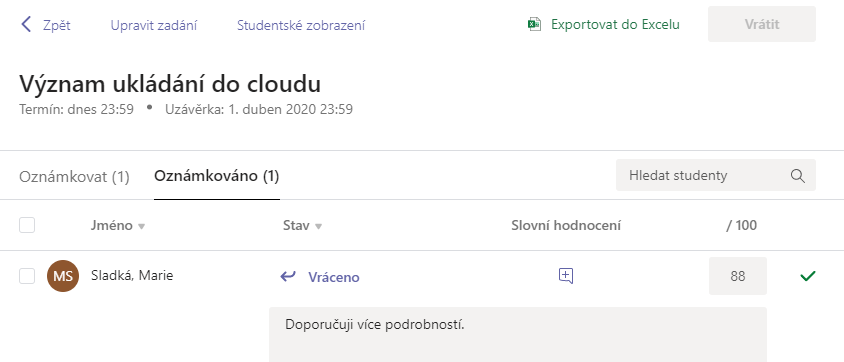 Zpět Upravit zadání Studentské zobrazení Exportovat do Excelu Vrátit
Význam ukládání do cloudu
Termín: dnes 23:59 • Uzávěrka: 1. duben 2020 23:59
Oznámkovat (1) Oznámkováno (1) Hledat studenty
Jméno Stav Slovní hodnocení / 100
MS Sladká, Marie Vráceno 88
Doporučuji více podrobností.